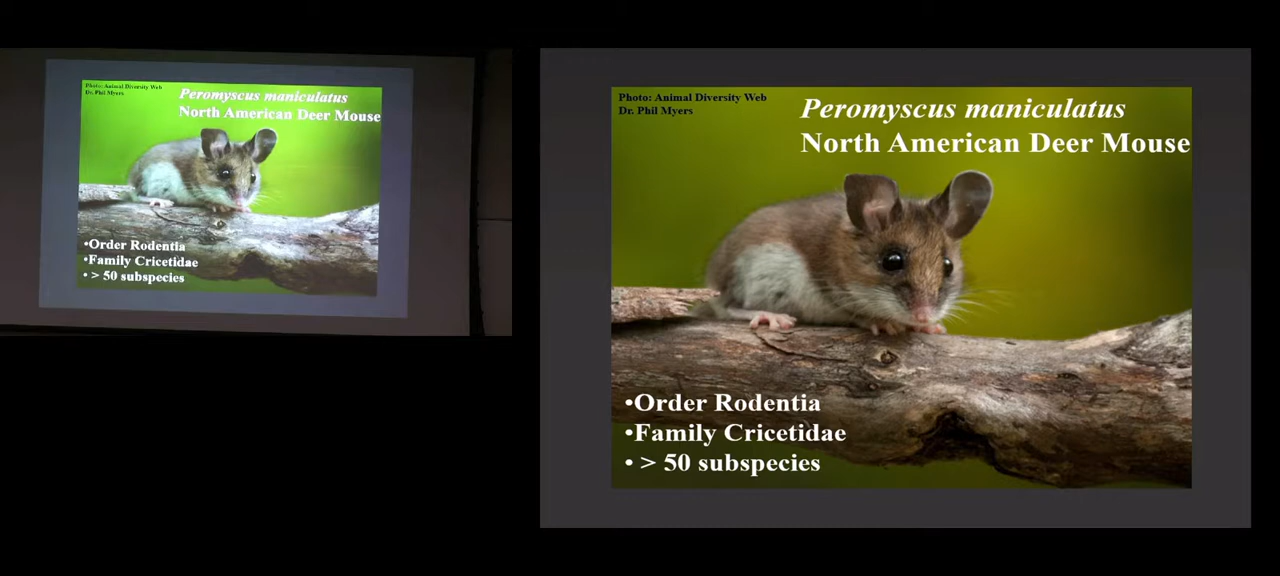 Photo: Animal Diversity Web
Dr. Phil Myers
Peromyscus maniculatus
North American Deer Mouse
•Order Rodentia
•Family Cricetidae
• > 50 subspecies
Photo: Animal Diversity Web
Dr. Phil Myers
Peromyscus maniculatus
North American Deer Mouse
•Order Rodentia
•Family Cricetidae
• > 50 subspecies